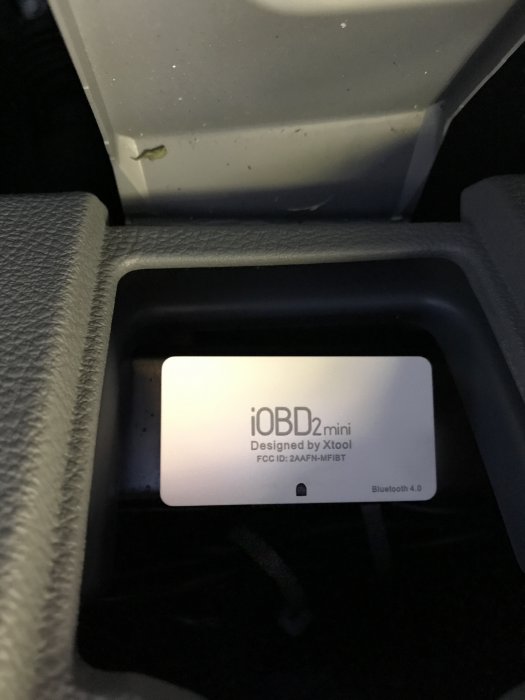 iOBD2 mini
Designed by Xtool
FCC ID: 2AAFN-MFIBT
Bluetooth 4.0